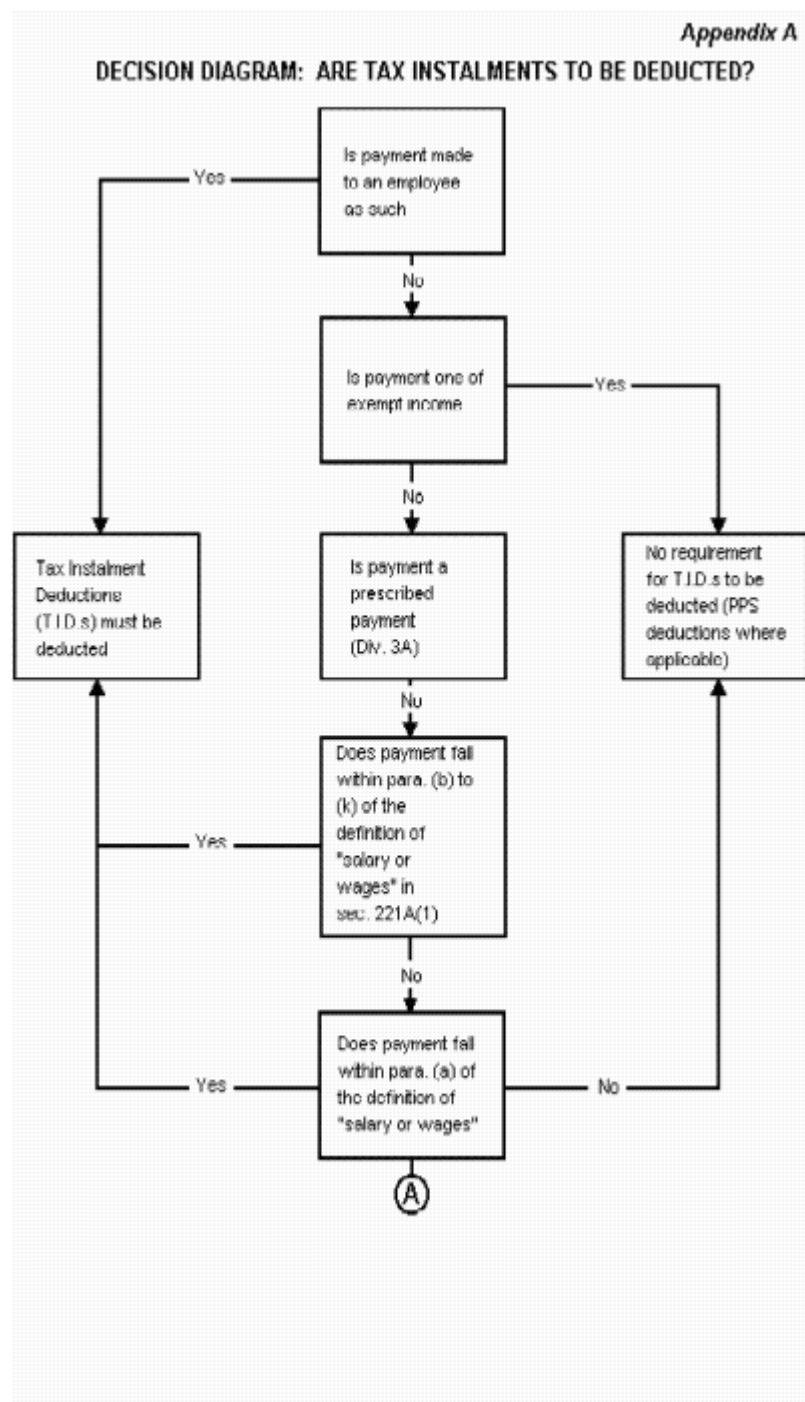 Appendix A
DECISION DIAGRAM: ARE TAX INSTALMENTS TO BE DEDUCTED?
Is payment made
to an employee
as such
Yes
No
Is payment one of
exempt income
Yes
No
Tax Instalment
Deductions
(T.I.D.s) must be
deducted
Is payment a
prescribed
payment
(Div. 3A)
No requirement
for T.I.D.s to be
deducted (PPS
deductions where
applicable)
No
Does payment fall
within para. (b) to
(k) of the
definition of
"salary or
wages" in
sec. 221A(1)
Yes
No
Does payment fall
within para. (a) of
the definition of
"salary or wages"
Yes
No
A